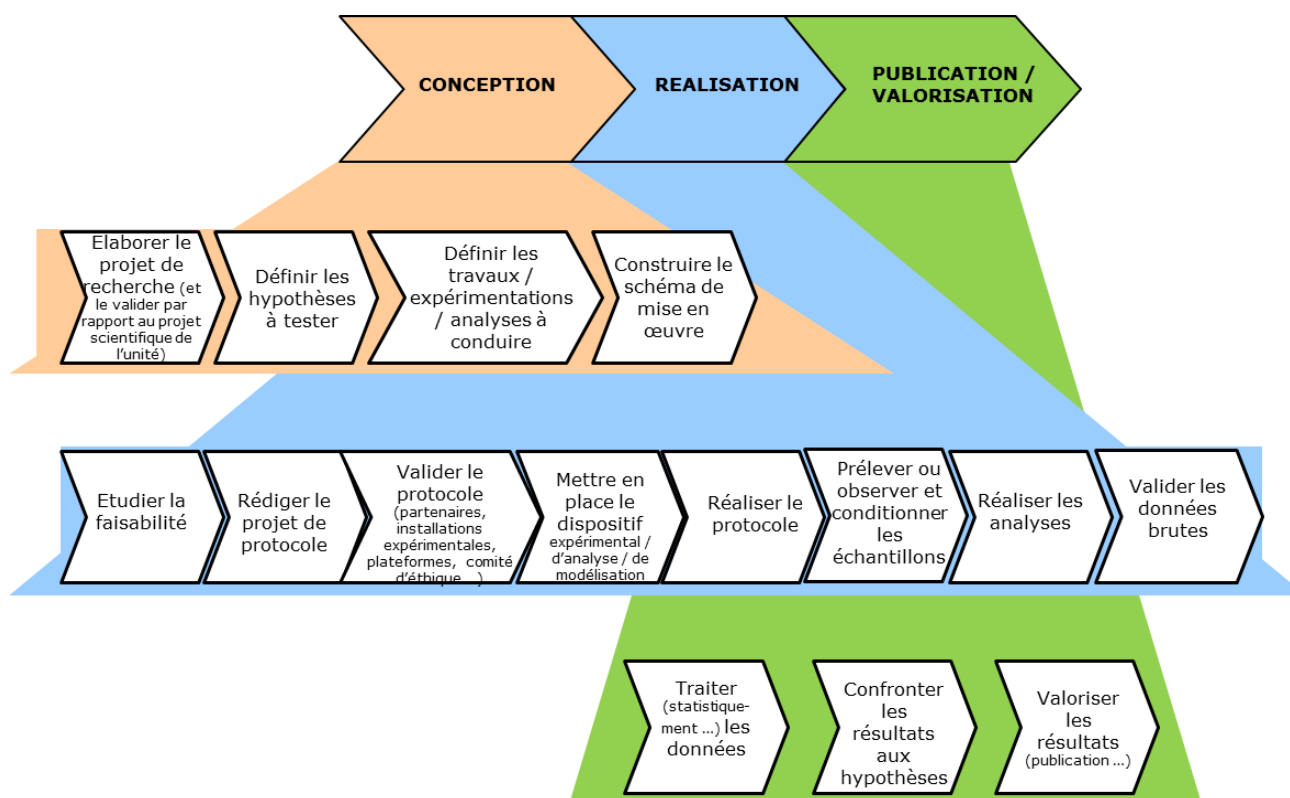 CONCEPTION
REALISATION
PUBLICATION /
VALORISATION
Elaborer le
projet de
recherche (et
le valider par
rapport au projet
scientifique de
l’unité)
Définir les
hypothèses
à tester
Définir les
travaux /
expérimentations
/ analyses à
conduire
Construire le
schéma de
mise en
œuvre
Etudier la
faisabilité
Rédiger le
projet de
protocole
Valider le
protocole
(partenaires,
installations
expérimentales,
plateformes, comité
d’éthique ... )
Mettre en
place le
dispositif
expérimental /
d’analyse / de
modélisation
Réaliser le
protocole
Prélever ou
observer et
conditionner
les
échantillons
Réaliser les
analyses
Valider les
données
brutes
Traiter
(statistique-
ment ...) les
données
Confronter
les
résultats
aux
hypothèses
Valoriser
les
résultats
(publication ...)